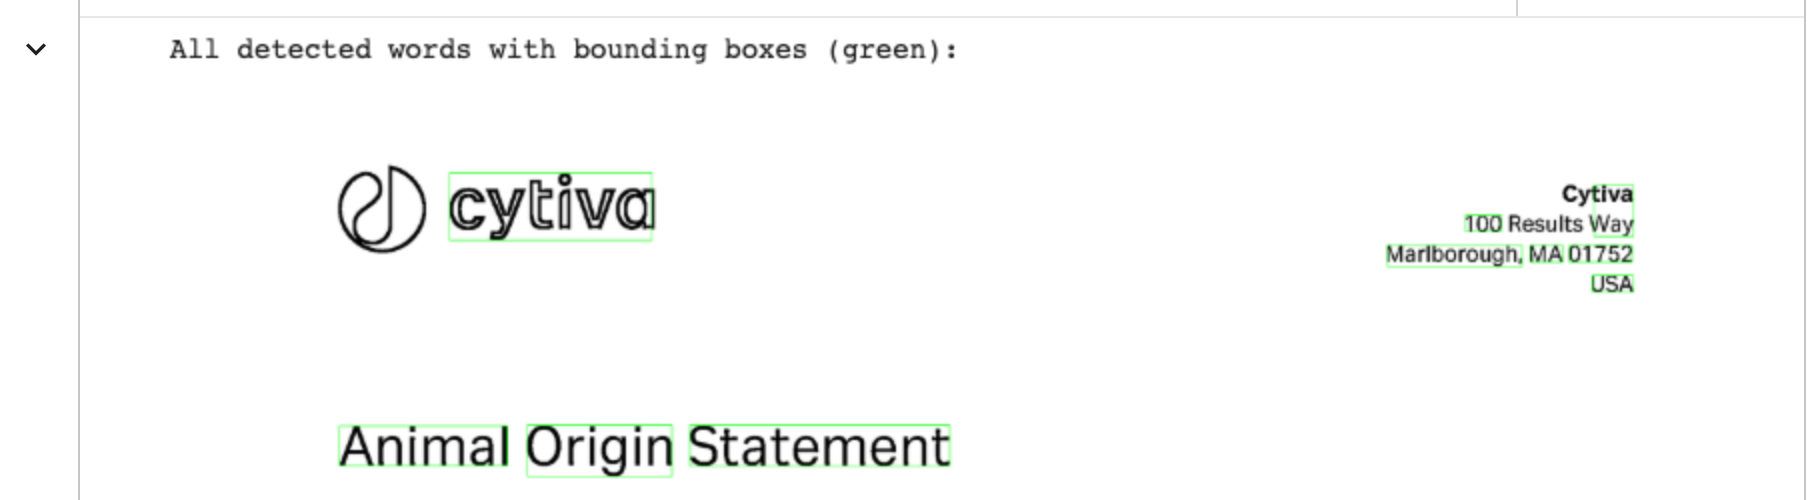 All detected words with bounding boxes (green):
cytiva
Cytiva
100 Results Way
Marlborough, MA 01752
USA
Animal Origin Statement